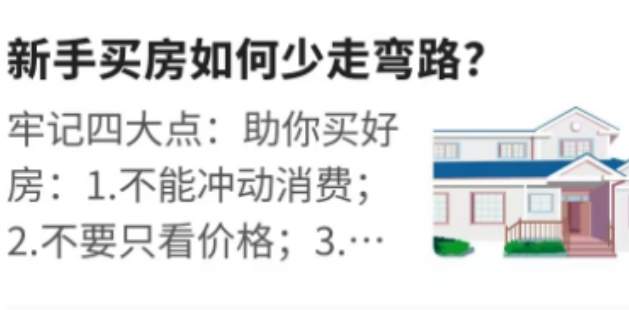 新手买房如何少走弯路？
牢记四大点：助你买好
房：1.不能冲动消费；
2.不要只看价格；3.…